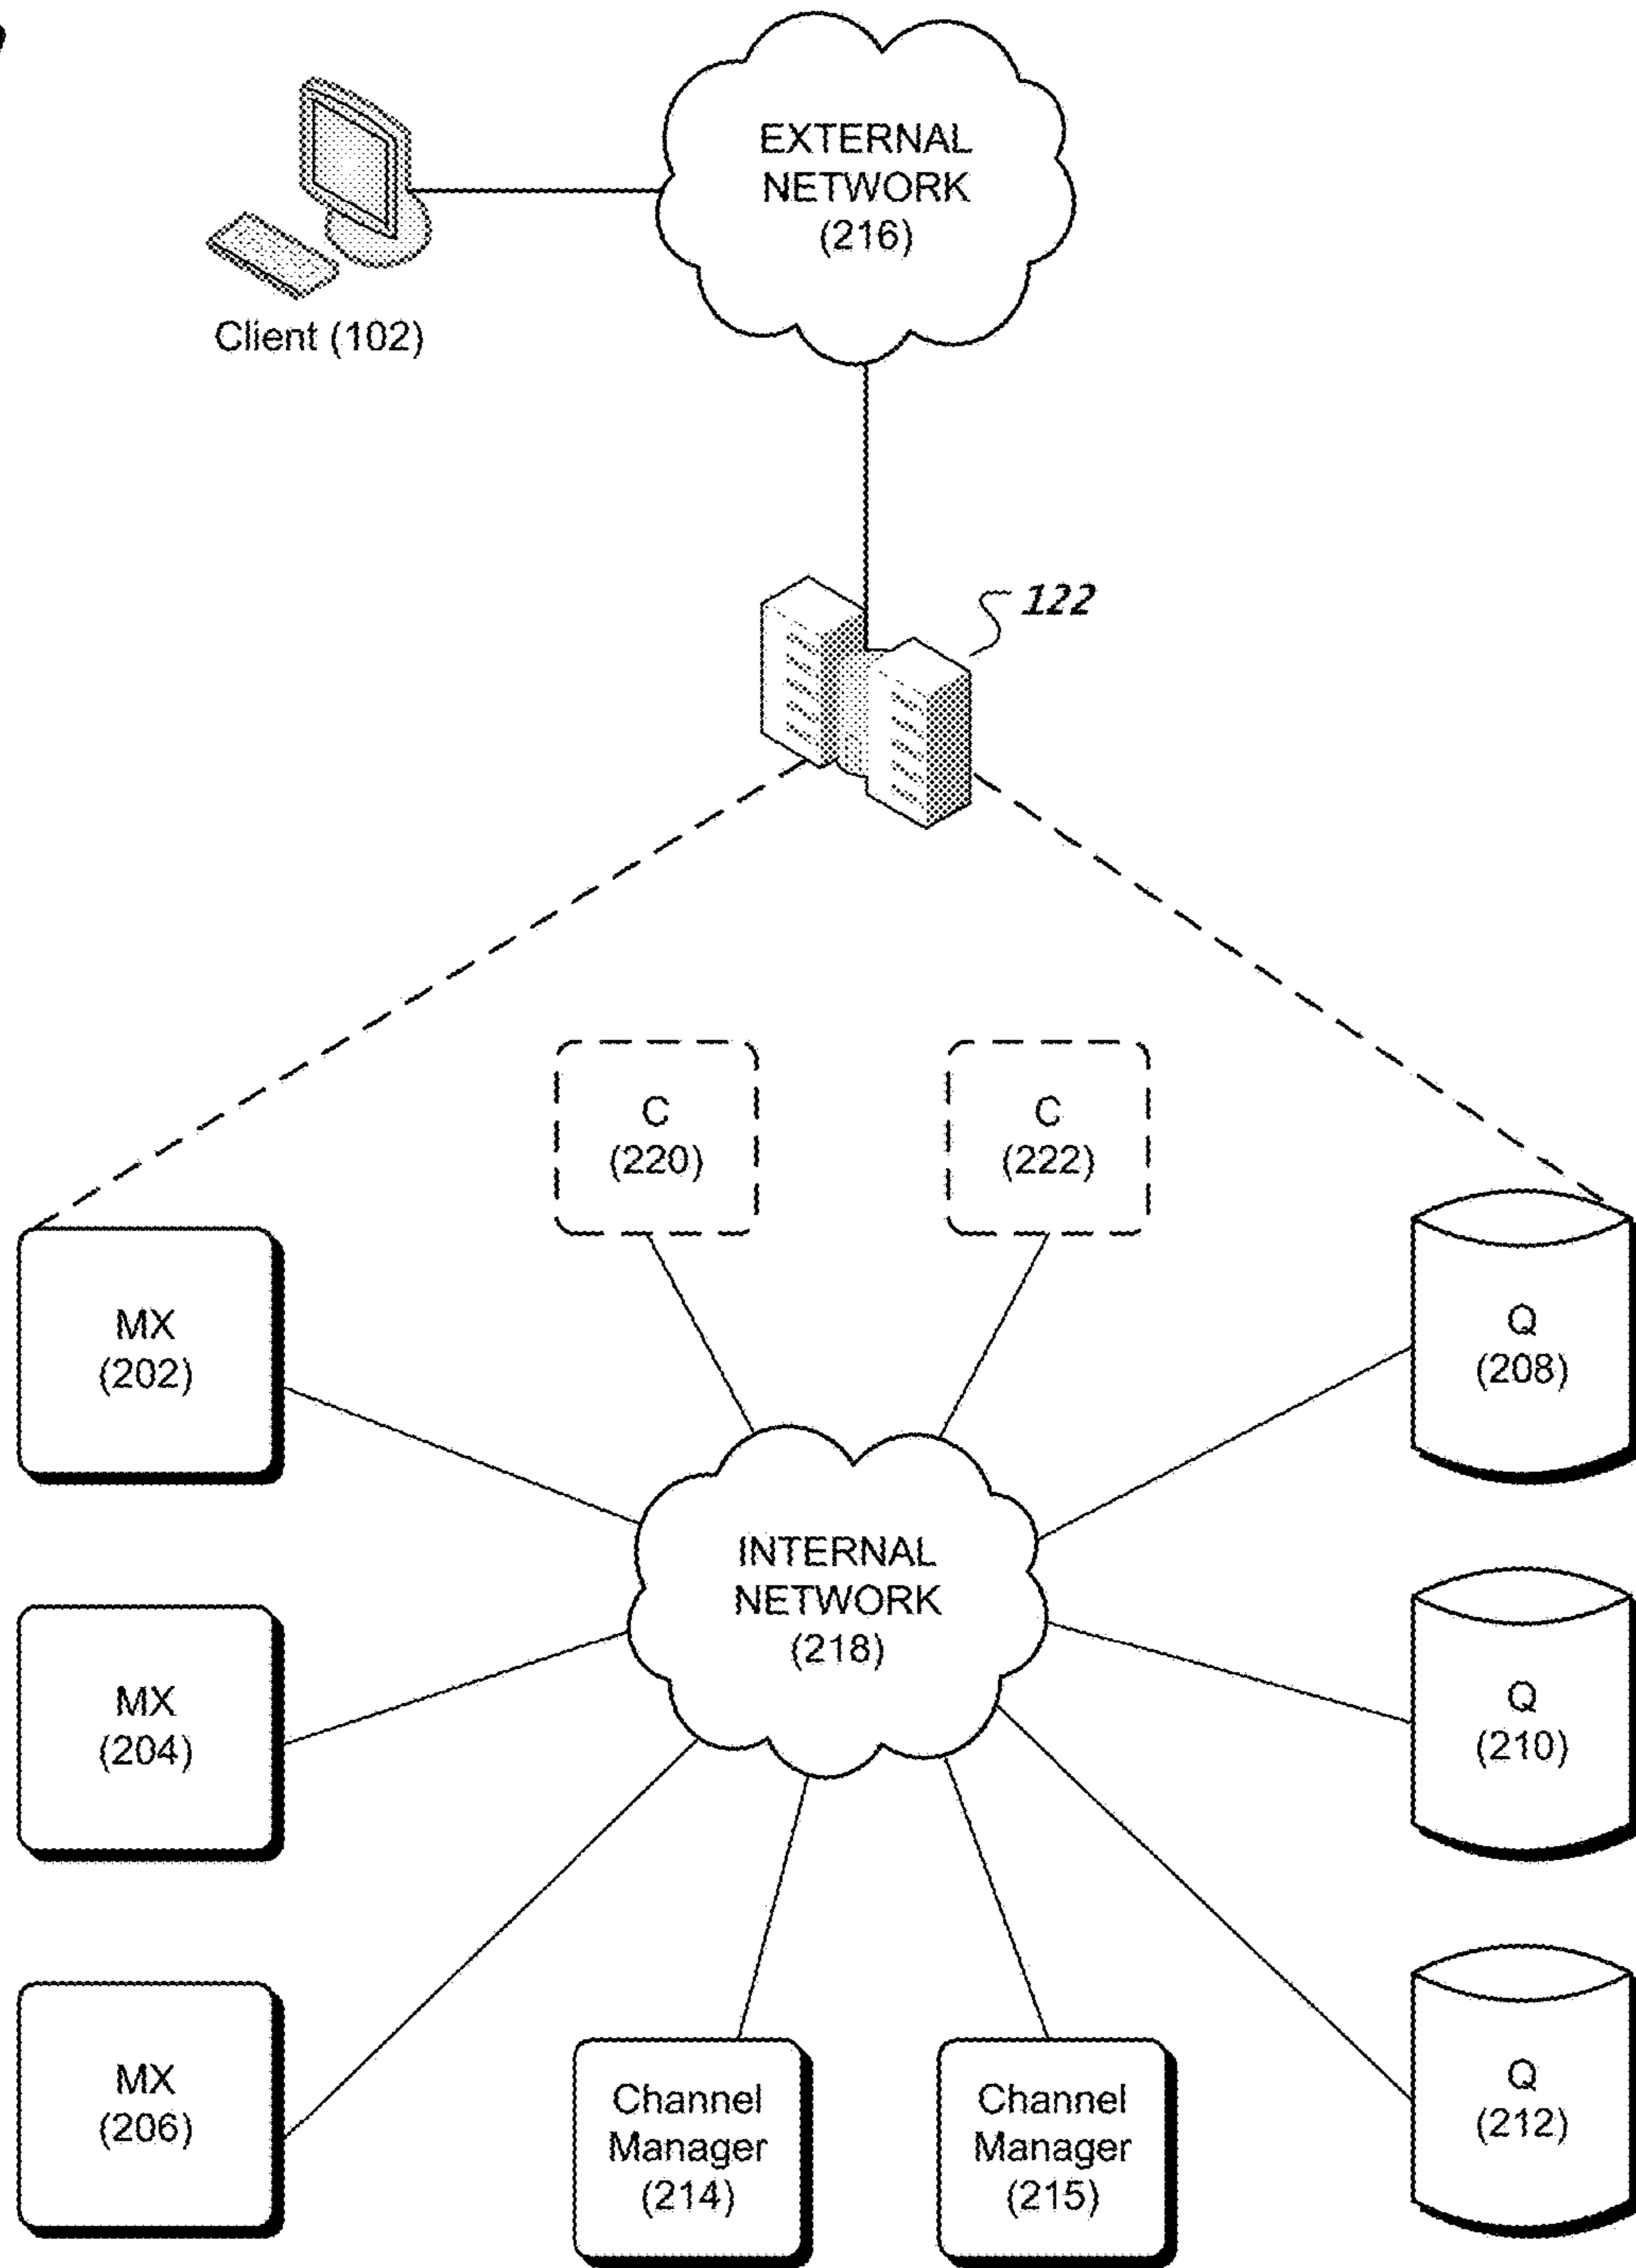 EXTERNAL
NETWORK
(216)
Client (102)
122
C
(220)
C
(222)
MX
(202)
Q
(208)
INTERNAL
NETWORK
(218)
MX
(204)
Q
(210)
MX
(206)
Channel
Manager
(214)
Channel
Manager
(215)
Q
(212)